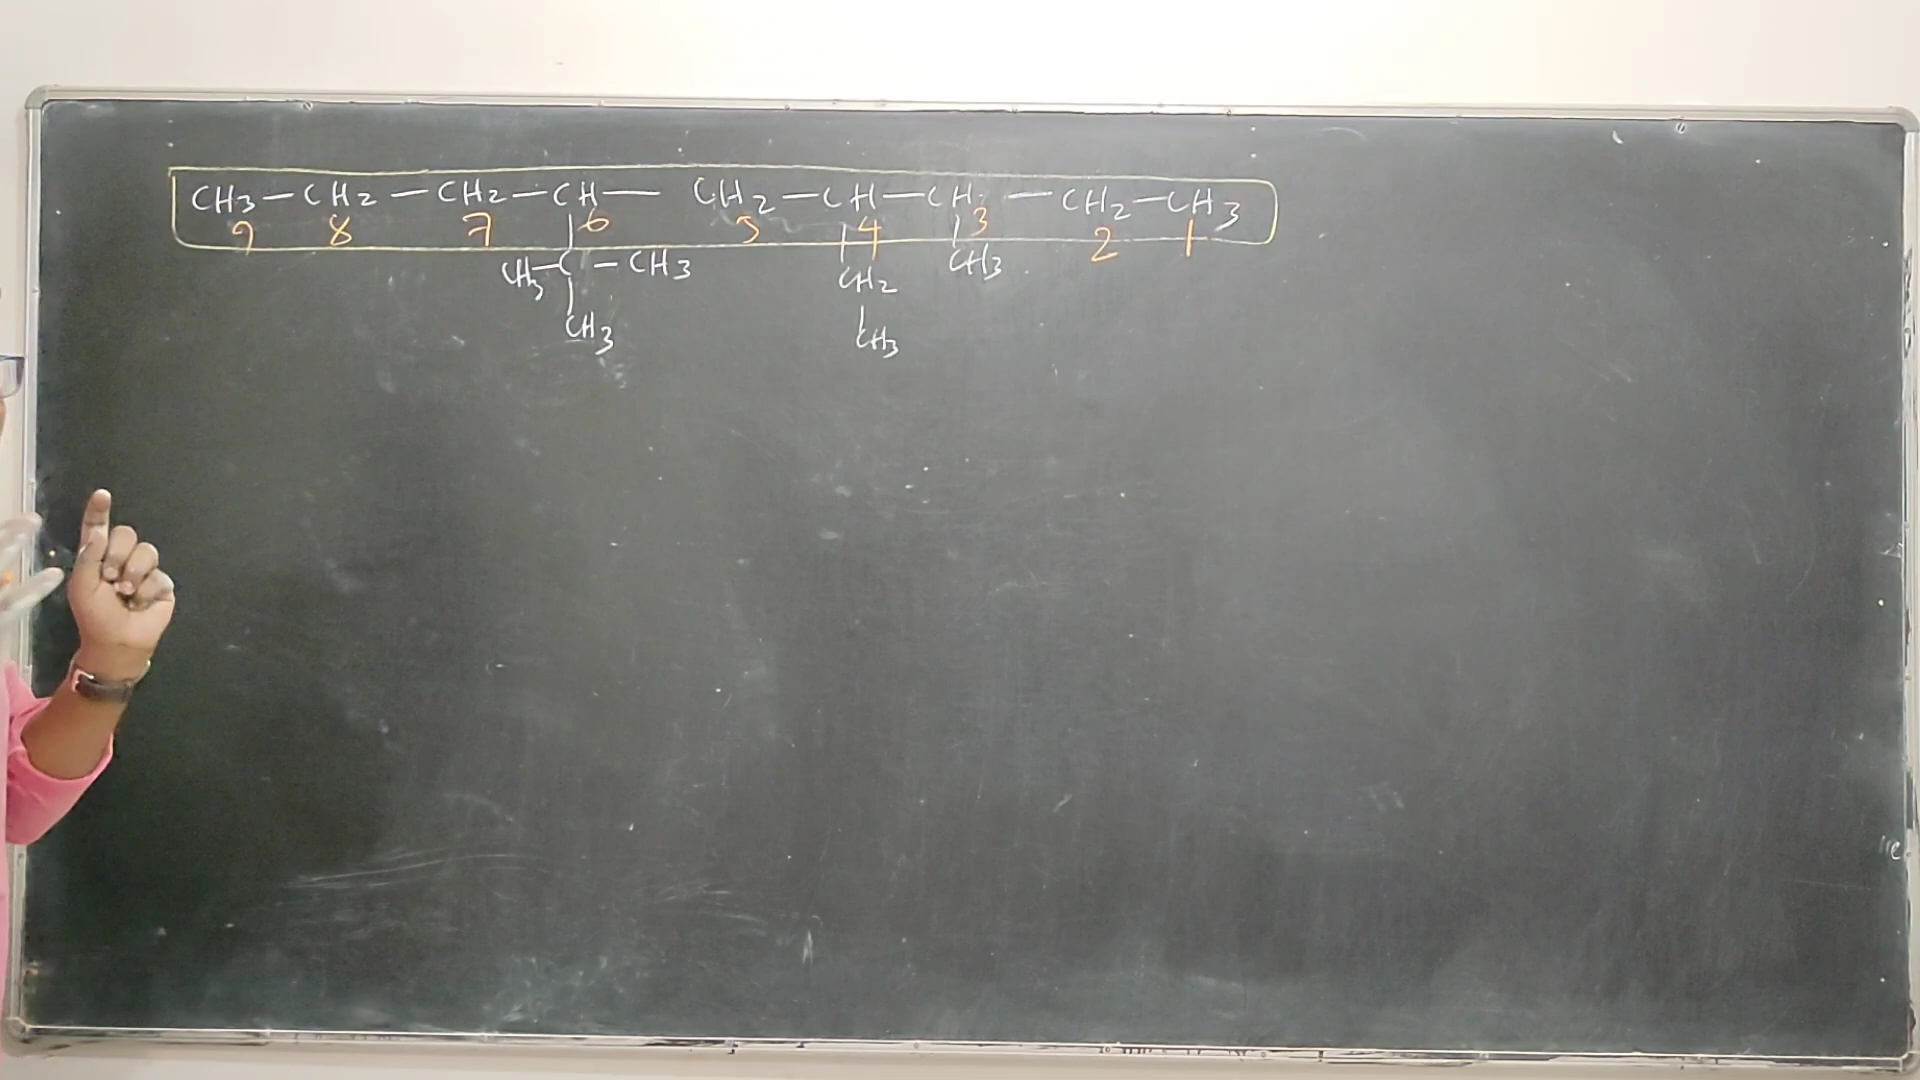 CH3—CH2—CH2—CH— CH2—CH—CH—CH2—CH3
9 8 7 6 5 4 3 2 1
CH3—C—CH3 CH2 CH3
CH3 CH3